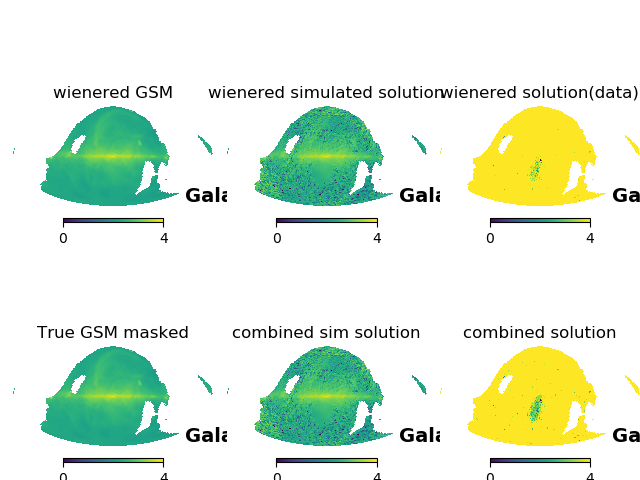 wienered GSM
wienered simulated solution
wienered solution(data)
Gala
Gala
Ga
0 4
0 4
0 4
True GSM masked
combined sim solution
combined solution
Gala
Gala
Ga
0 4
0 4
0 4